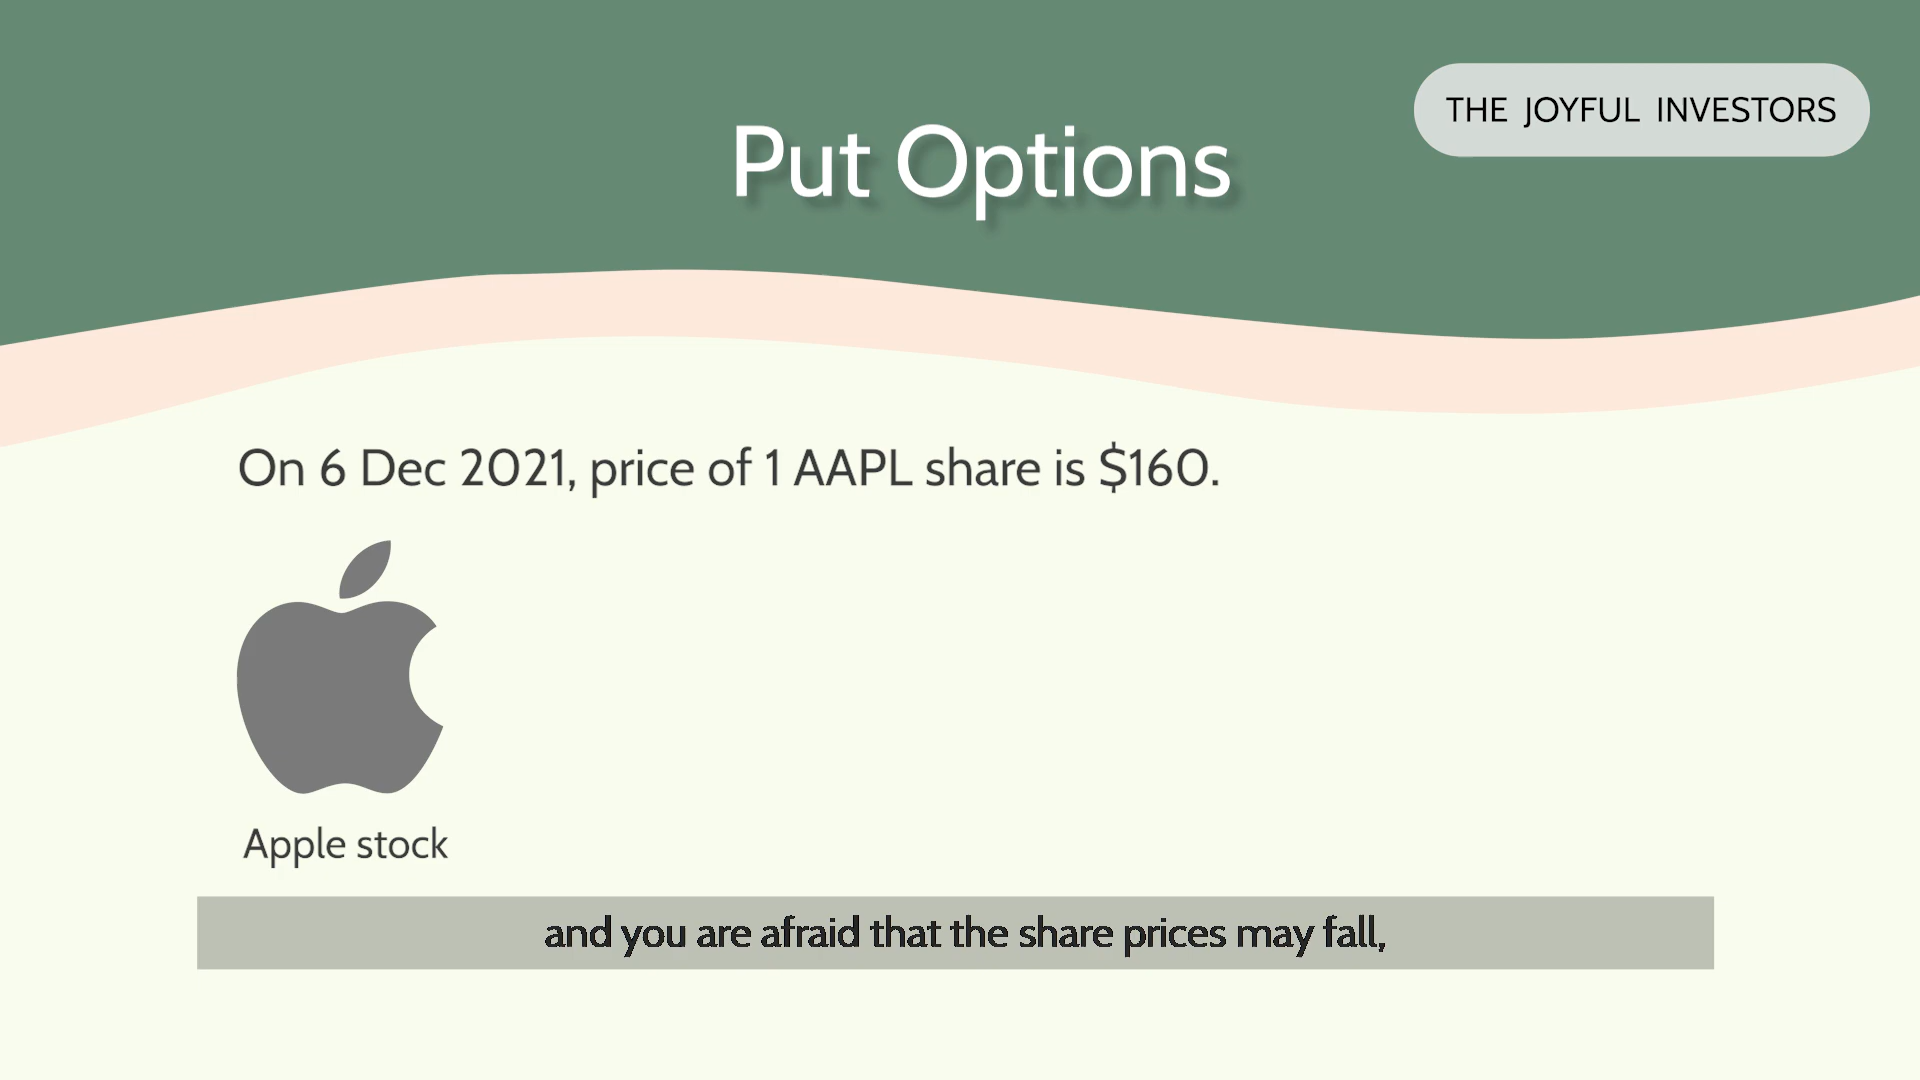 THE JOYFUL INVESTORS
Put Options
On 6 Dec 2021, price of 1 AAPL share is $160.
Apple stock
and you are afraid that the share prices may fall,